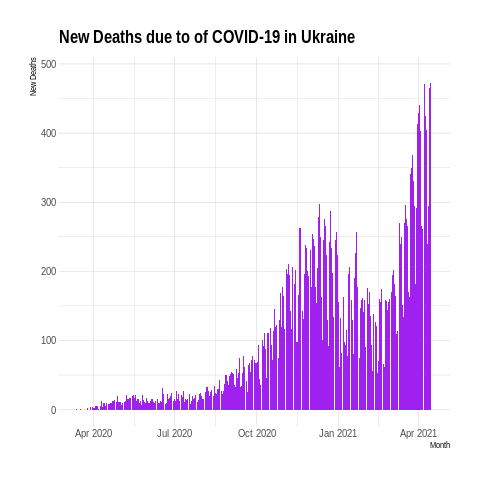 New Deaths due to of COVID-19 in Ukraine
New Deaths
500
400
300
200
100
0
Apr 2020 Jul 2020 Oct 2020 Jan 2021 Apr 2021
Month